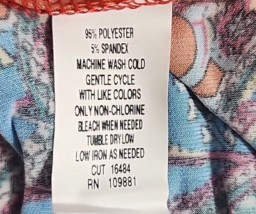 95% POLYESTER
5% SPANDEX
MACHINE WASH COLD
GENTLE CYCLE
WITH LIKE COLORS
ONLY NON-CHLORINE
BLEACH WHEN NEEDED
TUMBLE DRY LOW
LOW IRON AS NEEDED
CUT 16484
RN 109881